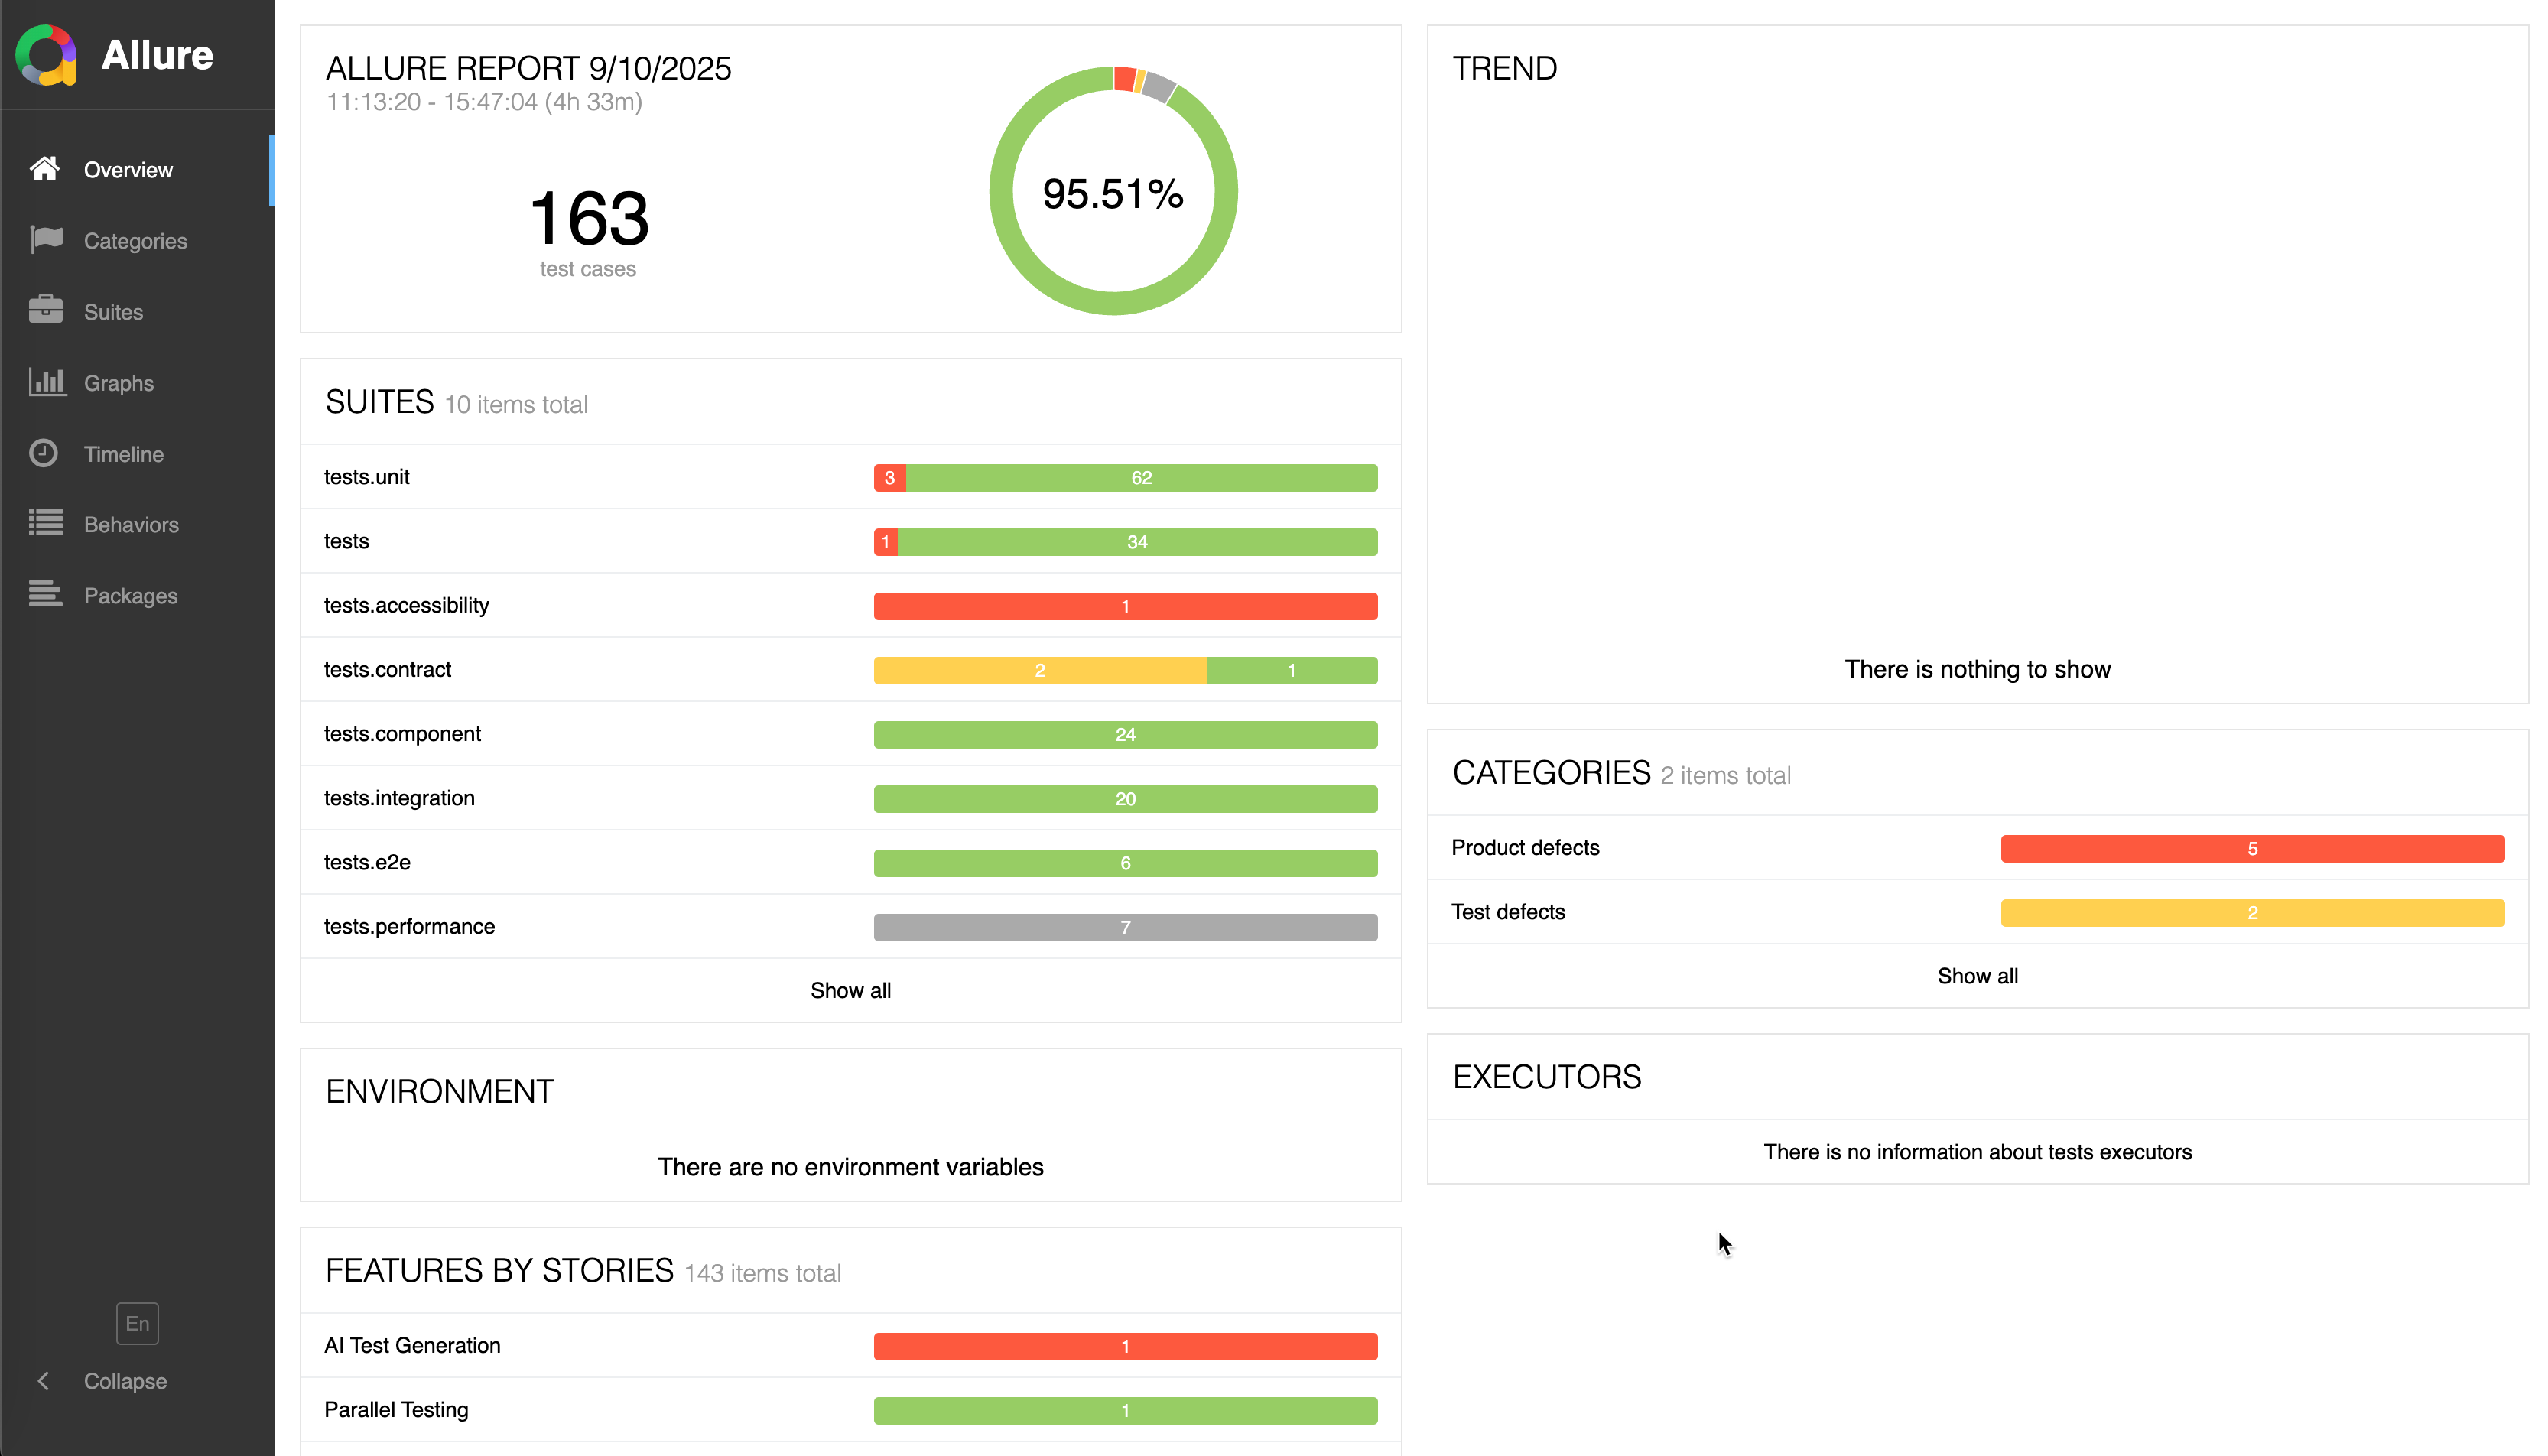 Allure
Overview
Categories
Suites
Graphs
Timeline
Behaviors
Packages
En
Collapse
ALLURE REPORT 9/10/2025
11:13:20 - 15:47:04 (4h 33m)
163
test cases
95.51%
SUITES 10 items total
tests.unit 3 62
tests 1 34
tests.accessibility 1
tests.contract 2 1
tests.component 24
tests.integration 20
tests.e2e 6
tests.performance 7
Show all
ENVIRONMENT
There are no environment variables
FEATURES BY STORIES 143 items total
AI Test Generation 1
Parallel Testing 1
TREND
There is nothing to show
CATEGORIES 2 items total
Product defects 5
Test defects 2
Show all
EXECUTORS
There is no information about tests executors